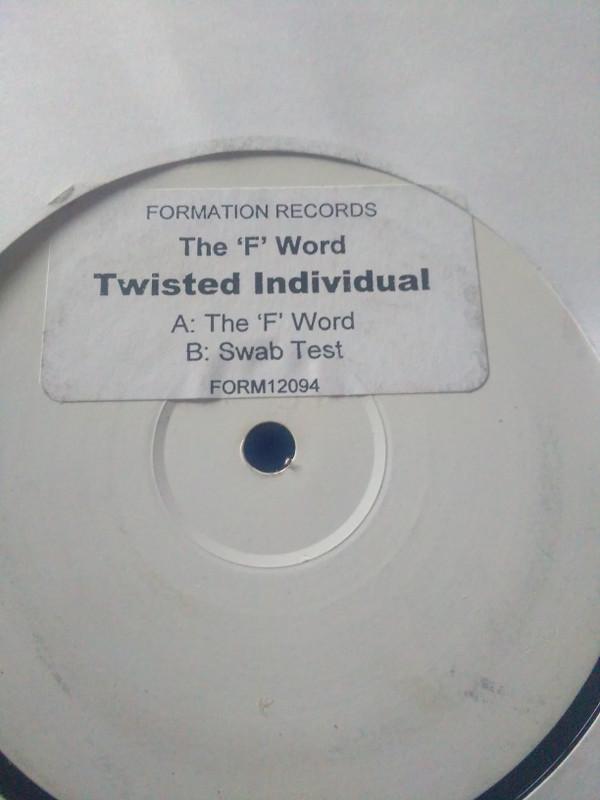 FORMATION RECORDS
The ‘F’ Word
Twisted Individual
A: The ‘F’ Word
B: Swab Test
FORM12094